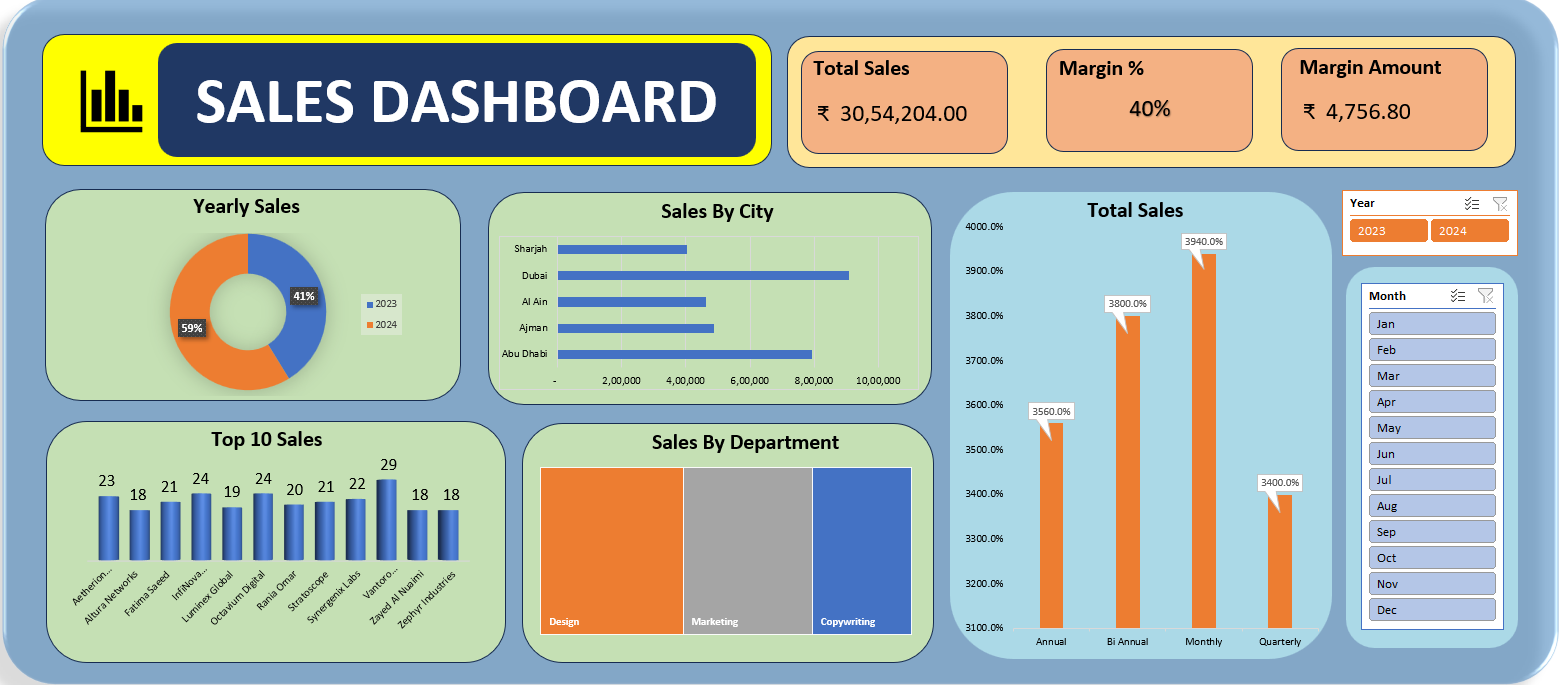 SALES DASHBOARD
Total Sales
₹ 30,54,204.00
Margin %
40%
Margin Amount
₹ 4,756.80
Yearly Sales
41%
59%
2023
2024
Sales By City
Sharjah
Dubai
Al Ain
Ajman
Abu Dhabi
- 2,00,000 4,00,000 6,00,000 8,00,000 10,00,000
Top 10 Sales
23 18 21 24 19 24 20 21 22 29 18 18
Aetherion...
Altura Networks
Fatima Saeed
InfiNova...
Luminex Global
Octavium Digital
Rania Omar
Stratoscope
Synergenix Labs
Vantoro...
Zayed Al Nuaimi
Zephyr Industries
Sales By Department
Design
Marketing
Copywriting
Total Sales
4000.0%
3900.0%
3800.0%
3700.0%
3600.0%
3500.0%
3400.0%
3300.0%
3200.0%
3100.0%
3560.0%
3800.0%
3940.0%
3400.0%
Annual Bi Annual Monthly Quarterly
Year
2023 2024
Month
Jan
Feb
Mar
Apr
May
Jun
Jul
Aug
Sep
Oct
Nov
Dec